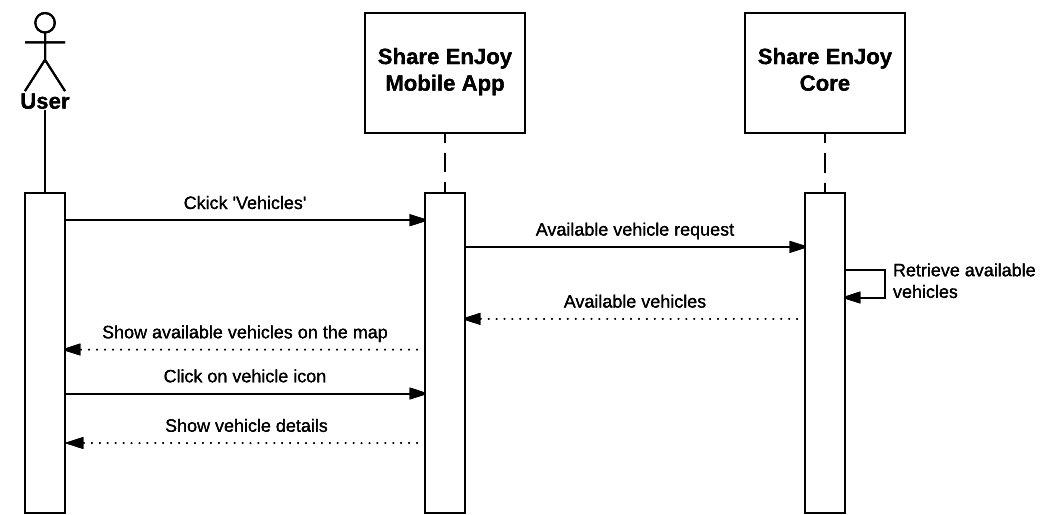 User
Share EnJoy
Mobile App
Share EnJoy
Core
Ckick 'Vehicles'
Available vehicle request
Retrieve available
vehicles
Available vehicles
Show available vehicles on the map
Click on vehicle icon
Show vehicle details